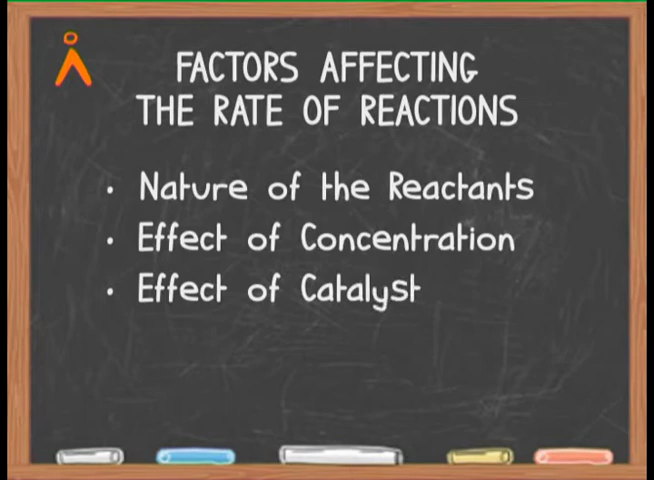 FACTORS AFFECTING
THE RATE OF REACTIONS
• Nature of the Reactants
• Effect of Concentration
• Effect of Catalyst